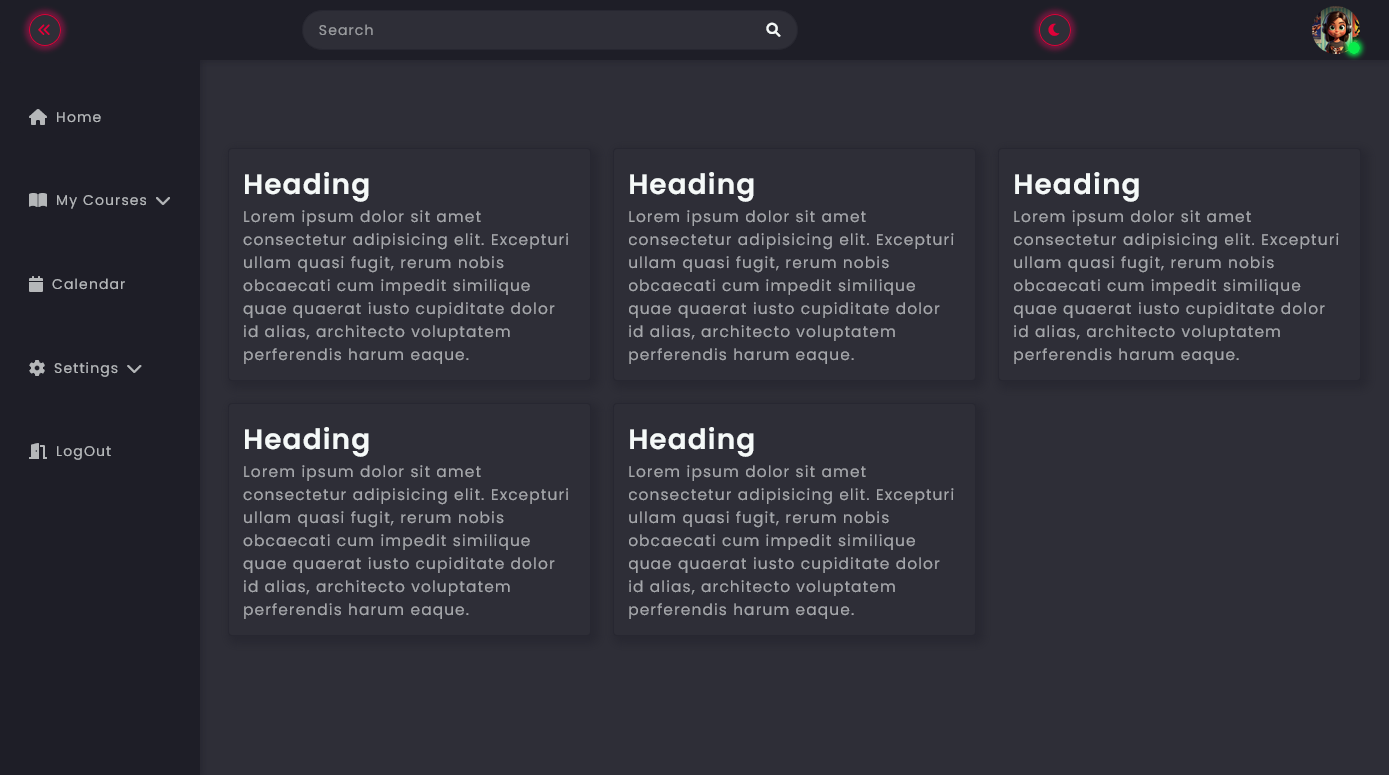 Search
Home
My Courses
Calendar
Settings
LogOut
Heading
Lorem ipsum dolor sit amet
consectetur adipisicing elit. Excepturi
ullam quasi fugit, rerum nobis
obcaecati cum impedit similique
quae quaerat iusto cupiditate dolor
id alias, architecto voluptatem
perferendis harum eaque.
Heading
Lorem ipsum dolor sit amet
consectetur adipisicing elit. Excepturi
ullam quasi fugit, rerum nobis
obcaecati cum impedit similique
quae quaerat iusto cupiditate dolor
id alias, architecto voluptatem
perferendis harum eaque.
Heading
Lorem ipsum dolor sit amet
consectetur adipisicing elit. Excepturi
ullam quasi fugit, rerum nobis
obcaecati cum impedit similique
quae quaerat iusto cupiditate dolor
id alias, architecto voluptatem
perferendis harum eaque.
Heading
Lorem ipsum dolor sit amet
consectetur adipisicing elit. Excepturi
ullam quasi fugit, rerum nobis
obcaecati cum impedit similique
quae quaerat iusto cupiditate dolor
id alias, architecto voluptatem
perferendis harum eaque.
Heading
Lorem ipsum dolor sit amet
consectetur adipisicing elit. Excepturi
ullam quasi fugit, rerum nobis
obcaecati cum impedit similique
quae quaerat iusto cupiditate dolor
id alias, architecto voluptatem
perferendis harum eaque.